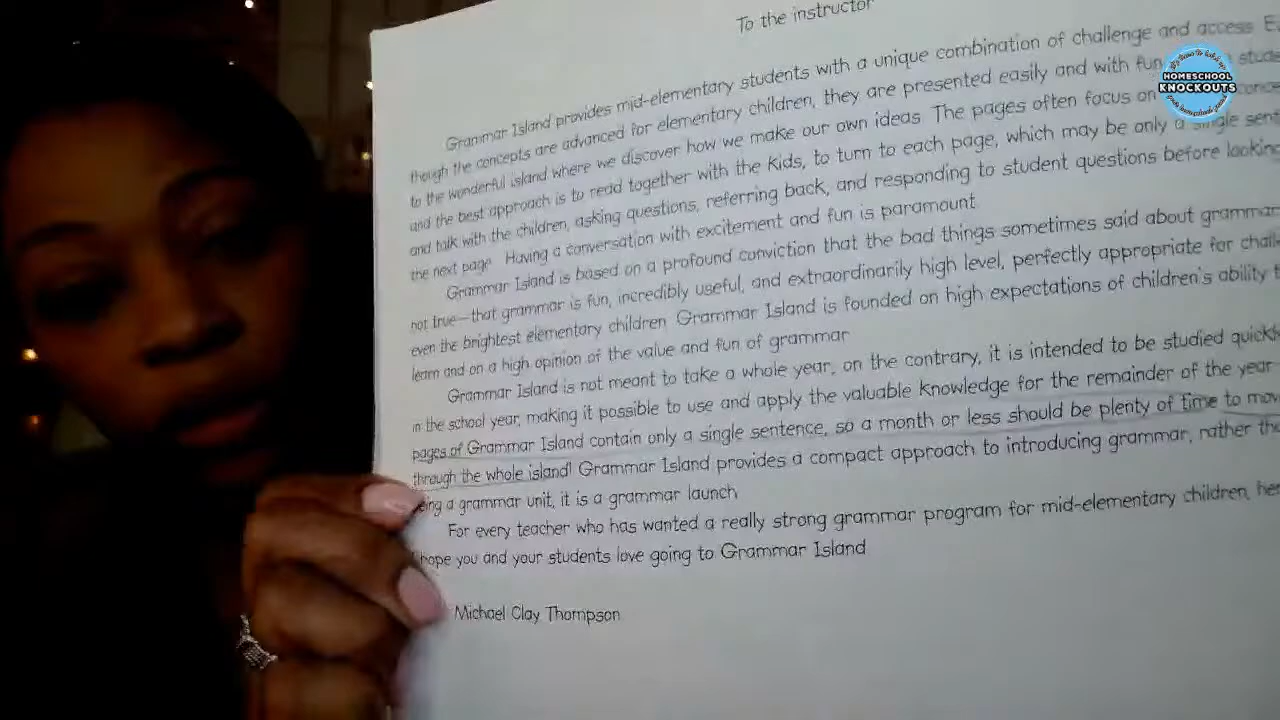 To the instructor
Grammar Island provides mid-elementary students with a unique combination of challenge and access
though the concepts are advanced for elementary children, they are presented easily and with fun
to the wonderful island where we discover how we make our own ideas The pages often focus on
and the best approach is to read together with the kids, to turn to each page, which may be only a single
and talk with the children, asking questions, referring back, and responding to student questions before
the next page Having a conversation with excitement and fun is paramount
Grammar Island is based on a profound conviction that the bad things sometimes said about
not true—that grammar is fun, incredibly useful, and extraordinarily high level, perfectly appropriate for
even the brightest elementary children Grammar Island is founded on high expectations of children's ability
learn and on a high opinion of the value and fun of grammar
Grammar Island is not meant to take a whole year, on the contrary, it is intended to be studied
in the school year, making it possible to use and apply the valuable knowledge for the remainder of the year
pages of Grammar Island contain only a single sentence, so a month or less should be plenty of time to
through the whole island! Grammar Island provides a compact approach to introducing grammar, rather
a grammar unit, it is a grammar launch
For every teacher who has wanted a really strong grammar program for mid-elementary children,
hope you and your students love going to Grammar Island
Michael Clay Thompson
HOMESCHOOL
KNOCKOUTS